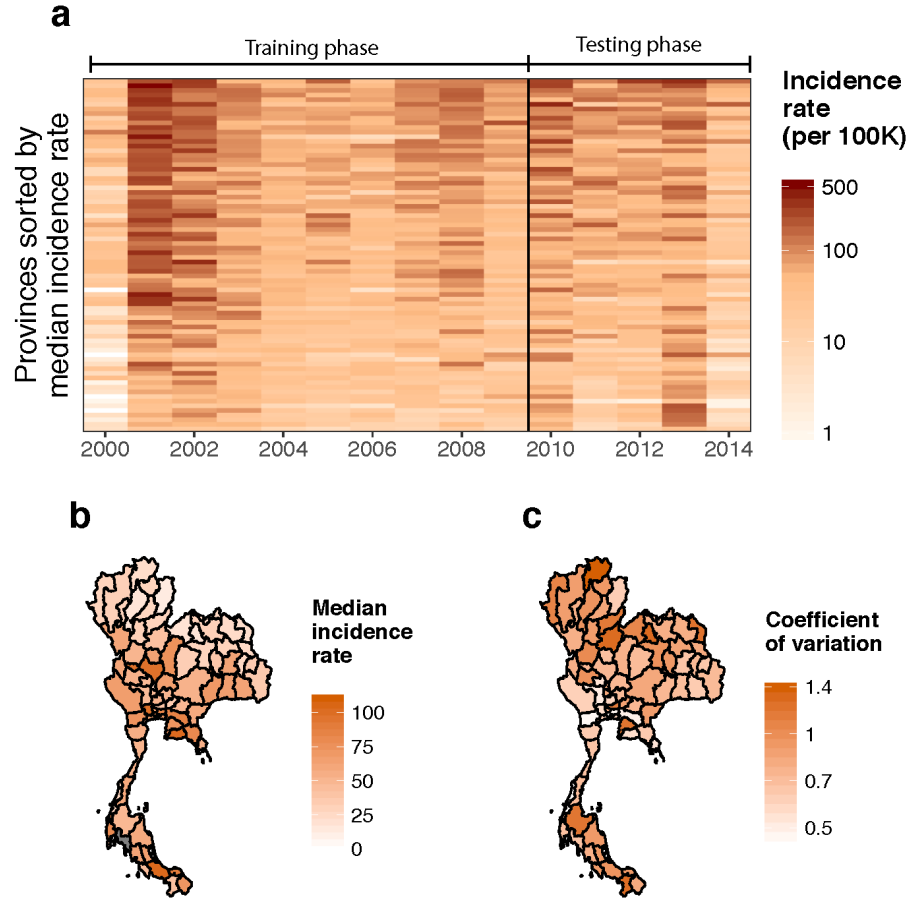 a
Training phase
Testing phase
Provinces sorted by
median incidence rate
2000
2002
2004
2006
2008
2010
2012
2014
Incidence
rate
(per 100K)
500
100
10
1
b
Median
incidence
rate
100
75
50
25
0
c
Coefficient
of variation
1.4
1
0.7
0.5